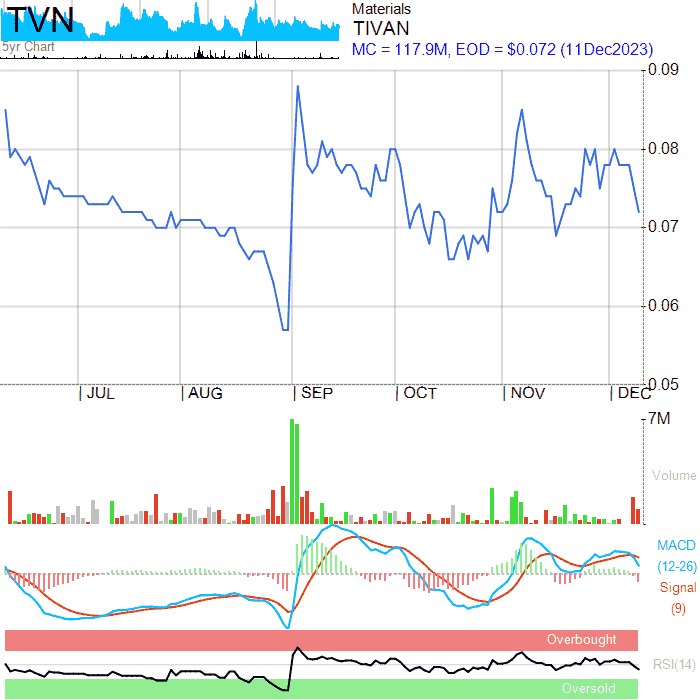 TVN
5yr Chart
Materials
TIVAN
MC = 117.9M, EOD = $0.072 (11Dec2023)
0.09
0.08
0.07
0.06
0.05
JUL
AUG
SEP
OCT
NOV
DEC
7M
Volume
MACD
(12-26)
Signal
(9)
Overbought
RSI(14)
Oversold